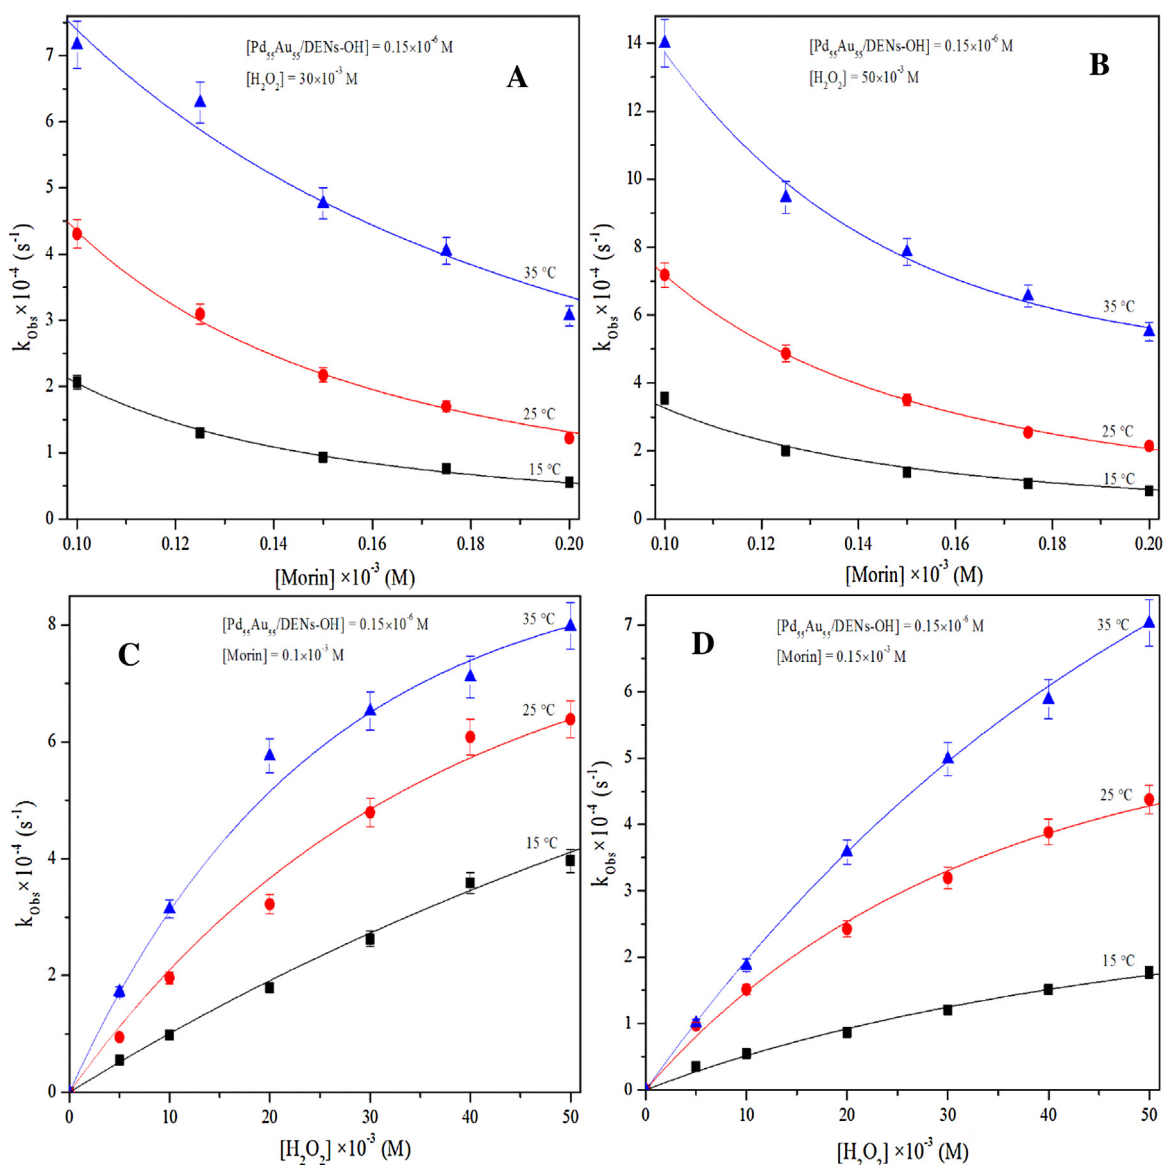 [Pd₅₅Au₅₅/DENs-OH] = 0.15×10⁻⁶ M
[H₂O₂] = 30×10⁻³ M
A
35 °C
25 °C
15 °C
k_Obs ×10⁻⁴ (s⁻¹)
7
6
5
4
3
2
1
0
0.10 0.12 0.14 0.16 0.18 0.20
[Morin] ×10⁻³ (M)
[Pd₅₅Au₅₅/DENs-OH] = 0.15×10⁻⁶ M
[H₂O₂] = 50×10⁻³ M
B
35 °C
25 °C
15 °C
k_Obs ×10⁻⁴ (s⁻¹)
14
12
10
8
6
4
2
0
0.10 0.12 0.14 0.16 0.18 0.20
[Morin] ×10⁻³ (M)
[Pd₅₅Au₅₅/DENs-OH] = 0.15×10⁻⁶ M
[Morin] = 0.1×10⁻³ M
C
35 °C
25 °C
15 °C
k_Obs ×10⁻⁴ (s⁻¹)
8
6
4
2
0
0 10 20 30 40 50
[H₂O₂] ×10⁻³ (M)
[Pd₅₅Au₅₅/DENs-OH] = 0.15×10⁻⁶ M
[Morin] = 0.15×10⁻³ M
D
35 °C
25 °C
15 °C
k_Obs ×10⁻⁴ (s⁻¹)
7
6
5
4
3
2
1
0
0 10 20 30 40 50
[H₂O₂] ×10⁻³ (M)